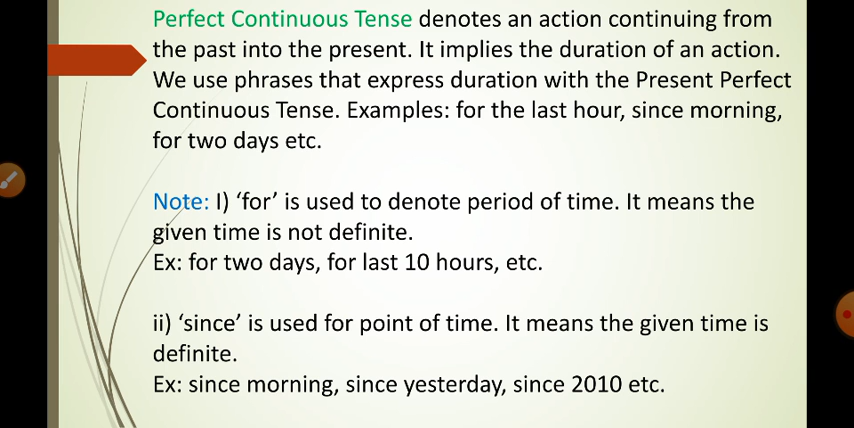 Perfect Continuous Tense denotes an action continuing from
the past into the present. It implies the duration of an action.
We use phrases that express duration with the Present Perfect
Continuous Tense. Examples: for the last hour, since morning,
for two days etc.
Note: I) ‘for’ is used to denote period of time. It means the
given time is not definite.
Ex: for two days, for last 10 hours, etc.
ii) ‘since’ is used for point of time. It means the given time is
definite.
Ex: since morning, since yesterday, since 2010 etc.